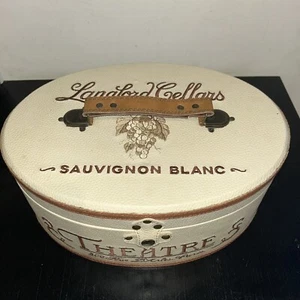 Langford Cellars
~ SAUVIGNON BLANC ~
THEATRE